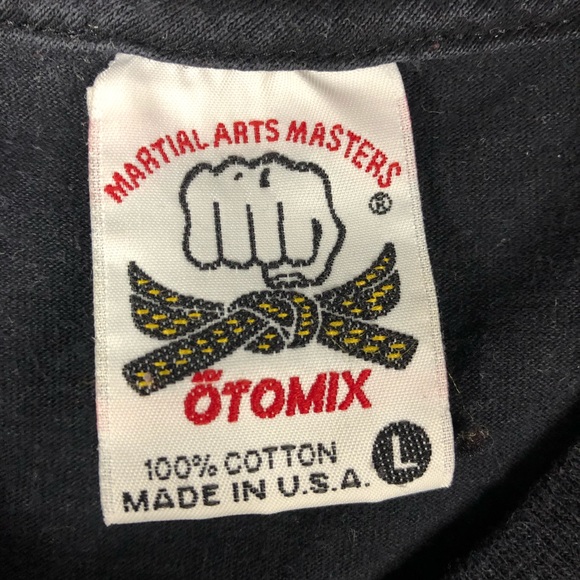 MARTIAL ARTS MASTERS
®
ŌTOMIX
100% COTTON
MADE IN U.S.A.
L